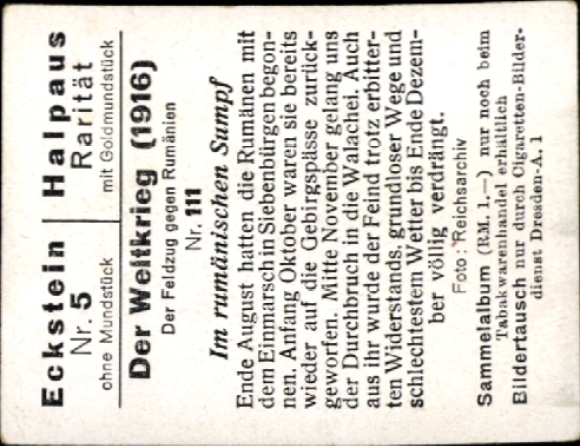 Eckstein | Halpaus
Nr. 5 Rarität
ohne Mundstück mit Goldmundstück
Der Weltkrieg (1916)
Der Feldzug gegen Rumänien
Nr. 111
Im rumänischen Sumpf
Ende August hatten die Rumänen mit
dem Einmarsch in Siebenbürgen begon-
nen. Anfang Oktober waren sie bereits
wieder auf die Gebirgspässe zurück-
geworfen. Mitte November gelang uns
der Durchbruch in die Walachei. Auch
aus ihr wurde der Feind trotz erbitter-
ten Widerstands, grundloser Wege und
schlechtestem Wetter bis Ende Dezem-
ber völlig verdrängt.
Foto: Reichsarchiv
Sammelalbum (RM. 1.—) nur noch beim
Tabakwarenhandel erhältlich
Bildertausch nur durch Cigaretten-Bilder-
dienst Dresden-A. 1